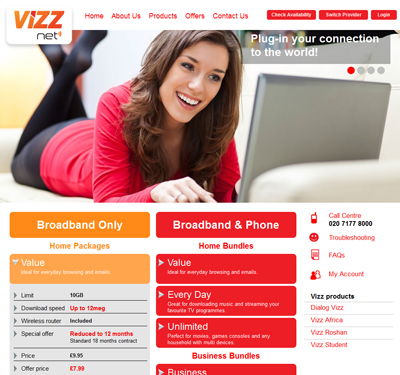 ViZZ
net
Home About Us Products Offers Contact Us
Check Availability Switch Provider Login
Plug-in your connection
to the world!
Broadband Only
Home Packages
Value
Ideal for everyday browsing and emails.
Limit 10GB
Download speed Up to 12meg
Wireless router Included
Special offer Reduced to 12 months
Standard 18 months contract
Price £9.95
Offer price £7.99
Broadband & Phone
Home Bundles
Value
Ideal for everyday browsing and emails.
Every Day
Great for downloading music and streaming your
favourite TV programmes.
Unlimited
Perfect for movies, games consoles and any
household with multi devices.
Business Bundles
Business
Call Centre
020 7177 8000
Troubleshooting
FAQs
My Account
Vizz products
Dialog Vizz
Vizz Africa
Vizz Roshan
Vizz Student